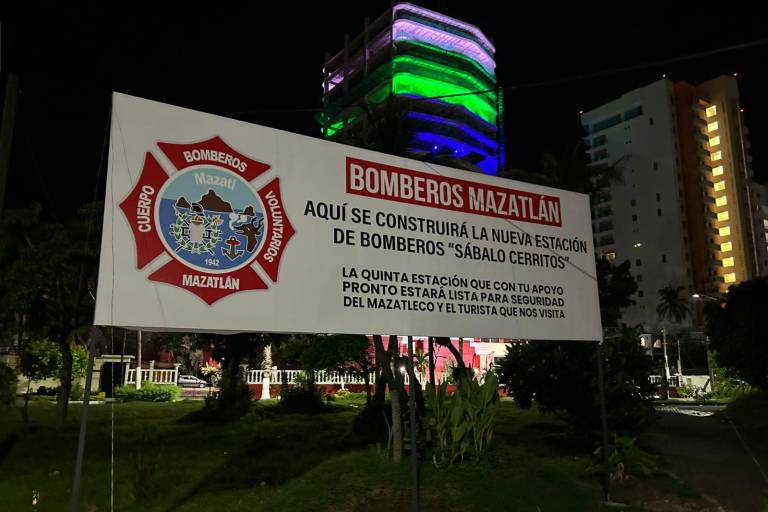 BOMBEROS
CUERPO
VOLUNTARIOS
Mazatl
1942
MAZATLÁN
BOMBEROS MAZATLÁN
AQUÍ SE CONSTRUIRÁ LA NUEVA ESTACIÓN
DE BOMBEROS "SÁBALO CERRITOS"
LA QUINTA ESTACIÓN QUE CON TU APOYO
PRONTO ESTARÁ LISTA PARA SEGURIDAD
DEL MAZATLECO Y EL TURISTA QUE NOS VISITA